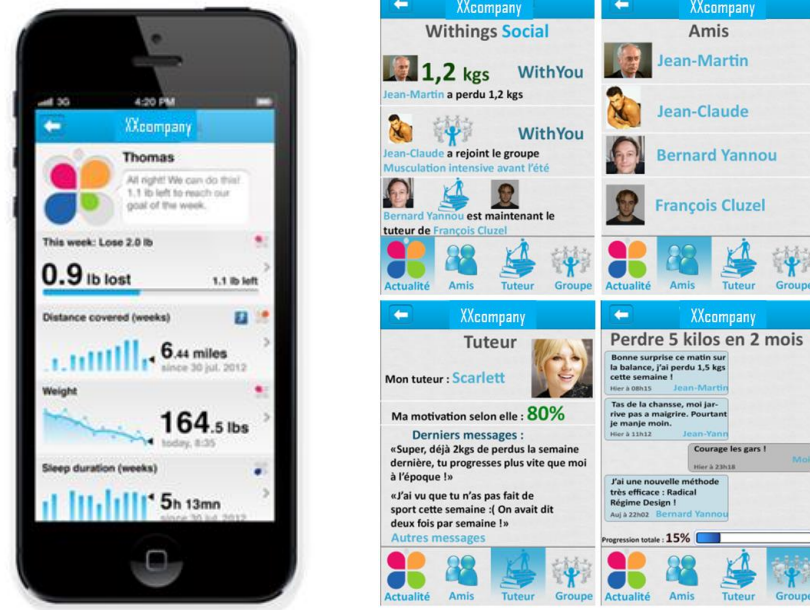 3G 4:20 PM
XXcompany
Thomas
All right! We can do this!
1.1 lb left to reach our
goal of the week.
This week: Lose 2.0 lb
0.9 lb lost
1.1 lb left
Distance covered (weeks)
6.44 miles
since 30 jul. 2012
Weight
164.5 lbs
today, 8:35
Sleep duration (weeks)
5h 13mn
since 30 jul. 2012
XXcompany
Withings Social
1,2 kgs WithYou
Jean-Martin a perdu 1,2 kgs
WithYou
Jean-Claude a rejoint le groupe
Musculation intensive avant l'été
Bernard Yannou est maintenant le
tuteur de François Cluzel
Actualité Amis Tuteur Groupe
XXcompany
Amis
Jean-Martin
Jean-Claude
Bernard Yannou
François Cluzel
Actualité Amis Tuteur Groupe
XXcompany
Tuteur
Mon tuteur : Scarlett
Ma motivation selon elle : 80%
Derniers messages :
«Super, déjà 2kgs de perdus la semaine
dernière, tu progresses plus vite que moi
à l'époque !»
«J'ai vu que tu n'as pas fait de
sport cette semaine :( On avait dit
deux fois par semaine !»
Autres messages
Actualité Amis Tuteur Groupe
XXcompany
Perdre 5 kilos en 2 mois
Bonne surprise ce matin sur
la balance, j'ai perdu 1,5 kgs
cette semaine !
Hier à 08h15 Jean-Martin
Tas de la chansse, moi jar-
rive pas a maigrire. Pourtant
je manje moin.
Hier à 11h12 Jean-Yann
Courage les gars !
Hier à 23h18 Moi
J'ai une nouvelle méthode
très efficace : Radical
Régime Design !
Auj à 22h02 Bernard Yannou
Progression totale : 15%
Actualité Amis Tuteur Groupe